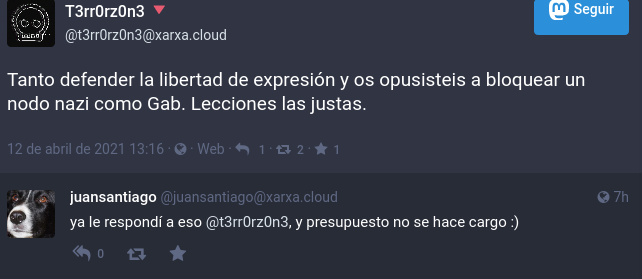 T3rr0rz0n3
@t3rr0rz0n3@xarxa.cloud
Seguir
Tanto defender la libertad de expresión y os opusisteis a bloquear un
nodo nazi como Gab. Lecciones las justas.
12 de abril de 2021 13:16 · · Web · 1 · 2 · 1
juansantiago @juansantiago@xarxa.cloud 7h
ya le respondí a eso @t3rr0rz0n3, y presupuesto no se hace cargo :)
0